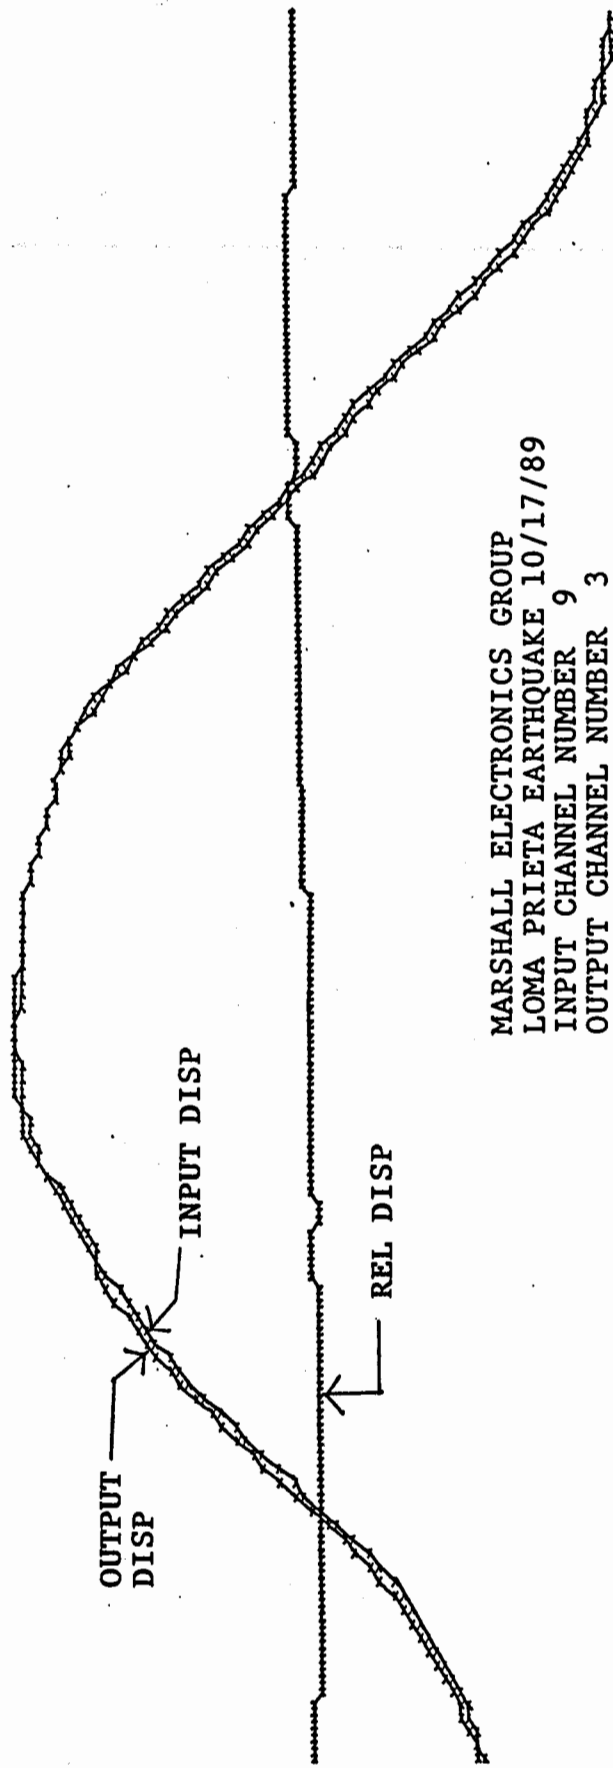 OUTPUT
DISP
INPUT DISP
REL DISP
MARSHALL ELECTRONICS GROUP
LOMA PRIETA EARTHQUAKE 10/17/89
INPUT CHANNEL NUMBER 9
OUTPUT CHANNEL NUMBER 3